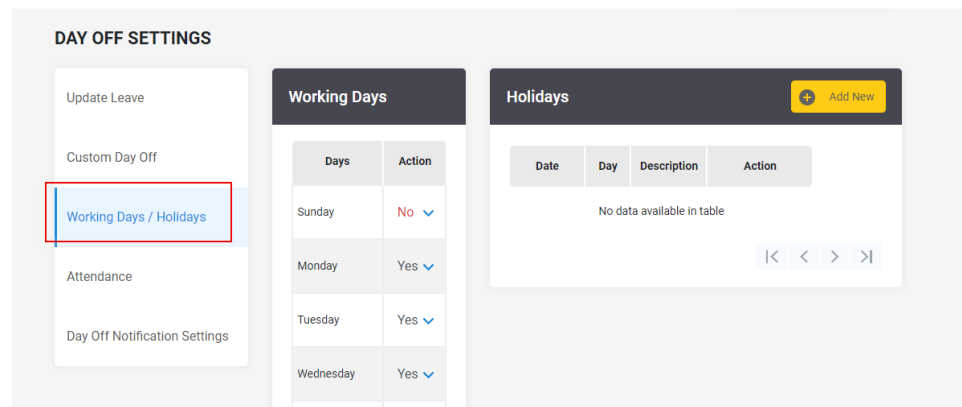 DAY OFF SETTINGS
Update Leave
Custom Day Off
Working Days / Holidays
Attendance
Day Off Notification Settings
Working Days
Days Action
Sunday No
Monday Yes
Tuesday Yes
Wednesday Yes
Holidays
Add New
Date Day Description Action
No data available in table